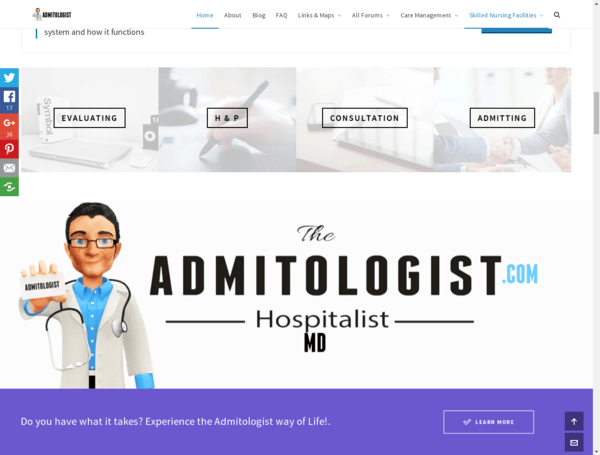 ADMITOLOGIST
Home About Blog FAQ Links & Maps All Forums Care Management Skilled Nursing Facilities
system and how it functions
17
36
EVALUATING
H & P
CONSULTATION
ADMITTING
The
ADMITOLOGIST.COM
ADMITOLOGIST
Hospitalist
MD
Do you have what it takes? Experience the Admitologist way of Life!.
LEARN MORE